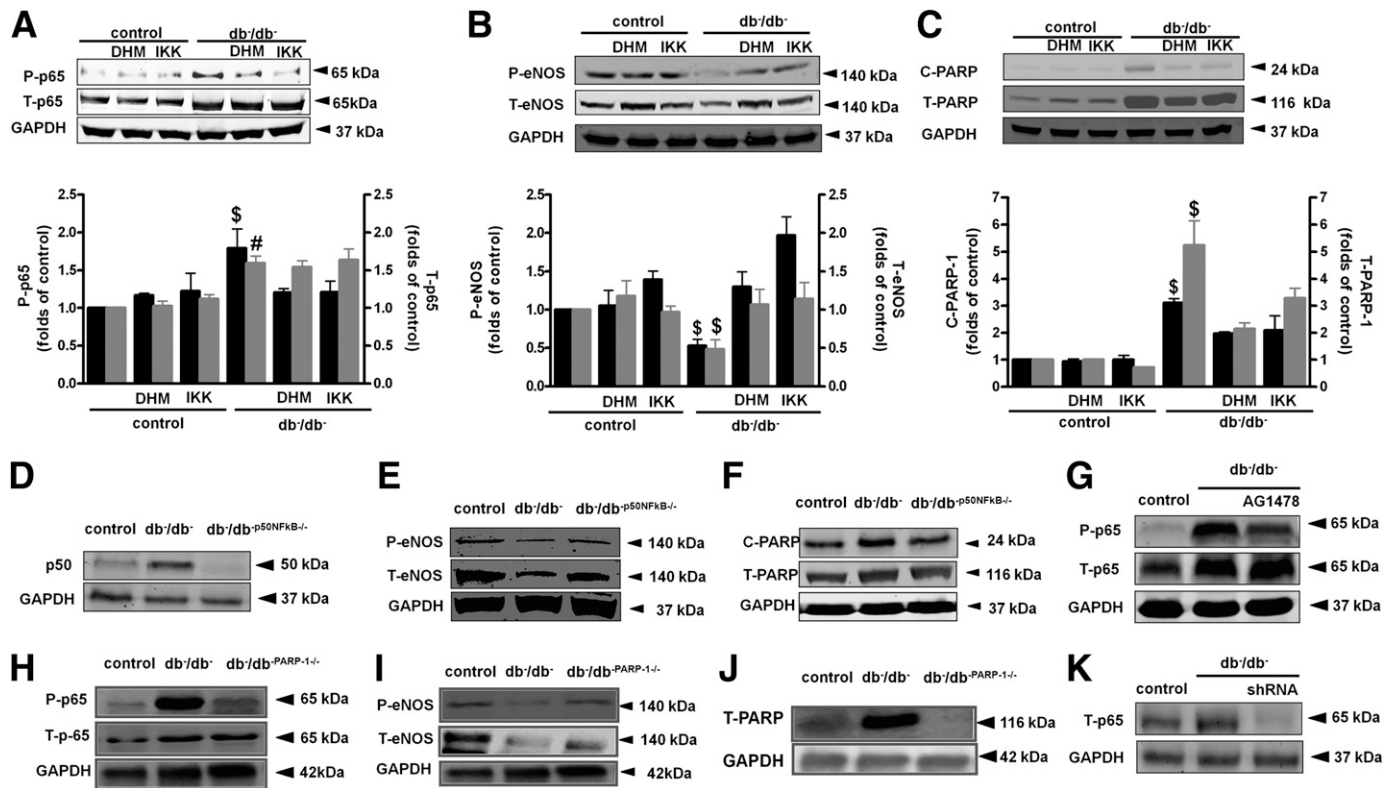 A
control db-/db-
DHM IKK DHM IKK
P-p65 65 kDa
T-p65 65kDa
GAPDH 37 kDa
P-p65
(folds of control)
2.5
2.0
1.5
1.0
0.5
0.0
$ #
2.5
2.0
1.5
1.0
0.5
0.0
T-p65
(folds of control)
DHM IKK DHM IKK
control db-/db-
B
control db-/db-
DHM IKK DHM IKK
P-eNOS 140 kDa
T-eNOS 140 kDa
GAPDH 37 kDa
P-eNOS
(folds of control)
2.5
2.0
1.5
1.0
0.5
0.0
$ $
2.5
2.0
1.5
1.0
0.5
0.0
T-eNOS
(folds of control)
DHM IKK DHM IKK
control db-/db-
C
control db-/db-
DHM IKK DHM IKK
C-PARP 24 kDa
T-PARP 116 kDa
GAPDH 37 kDa
C-PARP-1
(folds of control)
7
6
5
4
3
2
1
0
$ $
7
6
5
4
3
2
1
0
T-PARP-1
(folds of control)
DHM IKK DHM IKK
control db-/db-
D
control db-/db- db-/db-p50NFkB-/-
p50 50 kDa
GAPDH 37 kDa
E
control db-/db- db-/db-p50NFkB-/-
P-eNOS 140 kDa
T-eNOS 140 kDa
GAPDH 37 kDa
F
control db-/db- db-/db-p50NFkB-/-
C-PARP 24 kDa
T-PARP 116 kDa
GAPDH 37 kDa
G
db-/db-
control AG1478
P-p65 65 kDa
T-p65 65 kDa
GAPDH 37 kDa
H
control db-/db- db-/db-PARP-1-/-
P-p65 65 kDa
T-p-65 65 kDa
GAPDH 42kDa
I
control db-/db- db-/db-PARP-1-/-
P-eNOS 140 kDa
T-eNOS 140 kDa
GAPDH 42kDa
J
control db-/db- db-/db-PARP-1-/-
T-PARP 116 kDa
GAPDH 42 kDa
K
db-/db-
control shRNA
T-p65 65 kDa
GAPDH 37 kDa